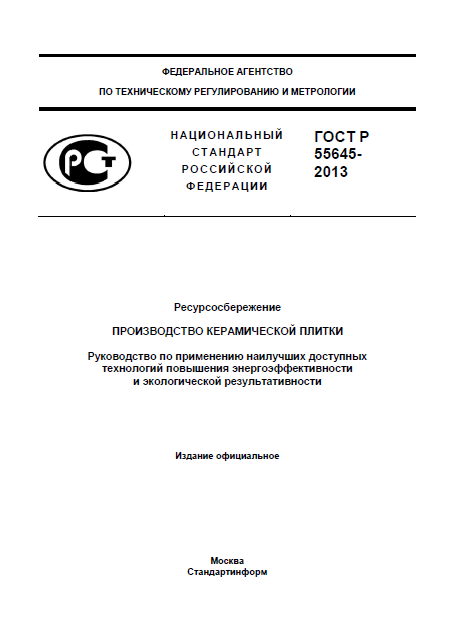 ФЕДЕРАЛЬНОЕ АГЕНТСТВО
ПО ТЕХНИЧЕСКОМУ РЕГУЛИРОВАНИЮ И МЕТРОЛОГИИ
РСТ
НАЦИОНАЛЬНЫЙ
СТАНДАРТ
РОССИЙСКОЙ
ФЕДЕРАЦИИ
ГОСТ Р
55645-
2013
Ресурсосбережение
ПРОИЗВОДСТВО КЕРАМИЧЕСКОЙ ПЛИТКИ
Руководство по применению наилучших доступных
технологий повышения энергоэффективности
и экологической результативности
Издание официальное
Москва
Стандартинформ